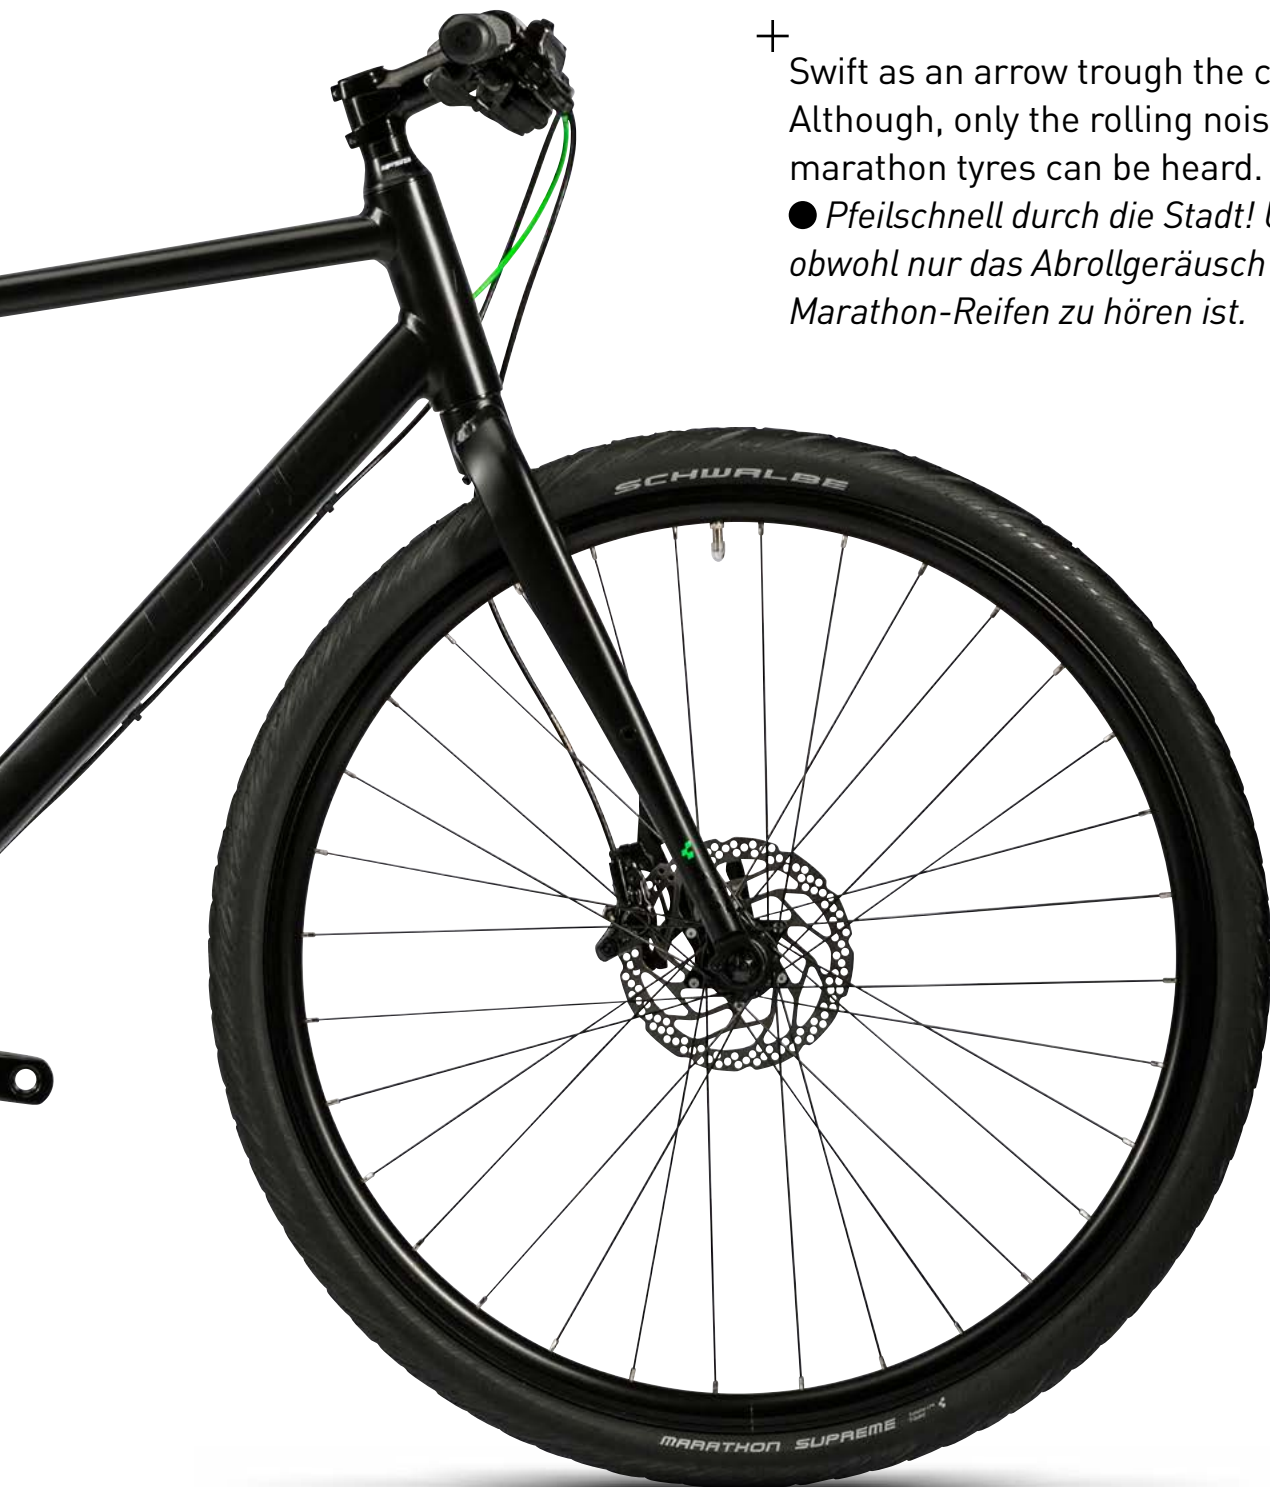 Swift as an arrow trough the c
Although, only the rolling nois
marathon tyres can be heard.
Pfeilschnell durch die Stadt!
obwohl nur das Abrollgeräusch
Marathon-Reifen zu hören ist.
SCHWALBE
MARATHON SUPREME